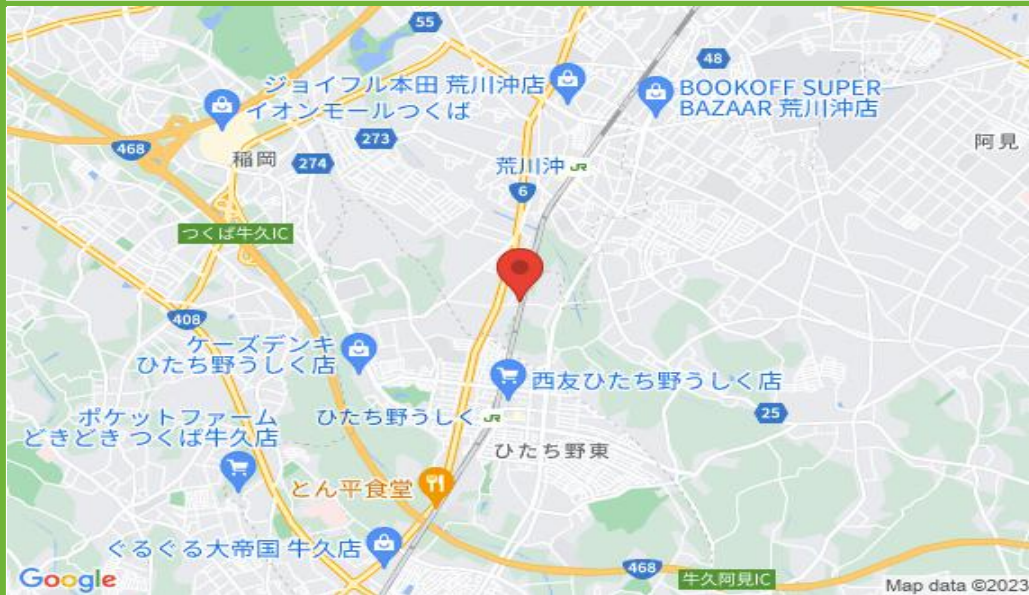 55
48
ジョイフル本田 荒川沖店
BOOKOFF SUPER
BAZAAR 荒川沖店
イオンモールつくば
273
阿見
468
稲岡
274
荒川沖 JR
6
つくば牛久IC
408
ケーズデンキ
ひたち野うしく店
西友ひたち野うしく店
ポケットファーム
どきどき つくば牛久店
ひたち野うしく JR
25
ひたち野東
とん平食堂
ぐるぐる大帝国 牛久店
468
牛久阿見IC
Google
Map data ©2023